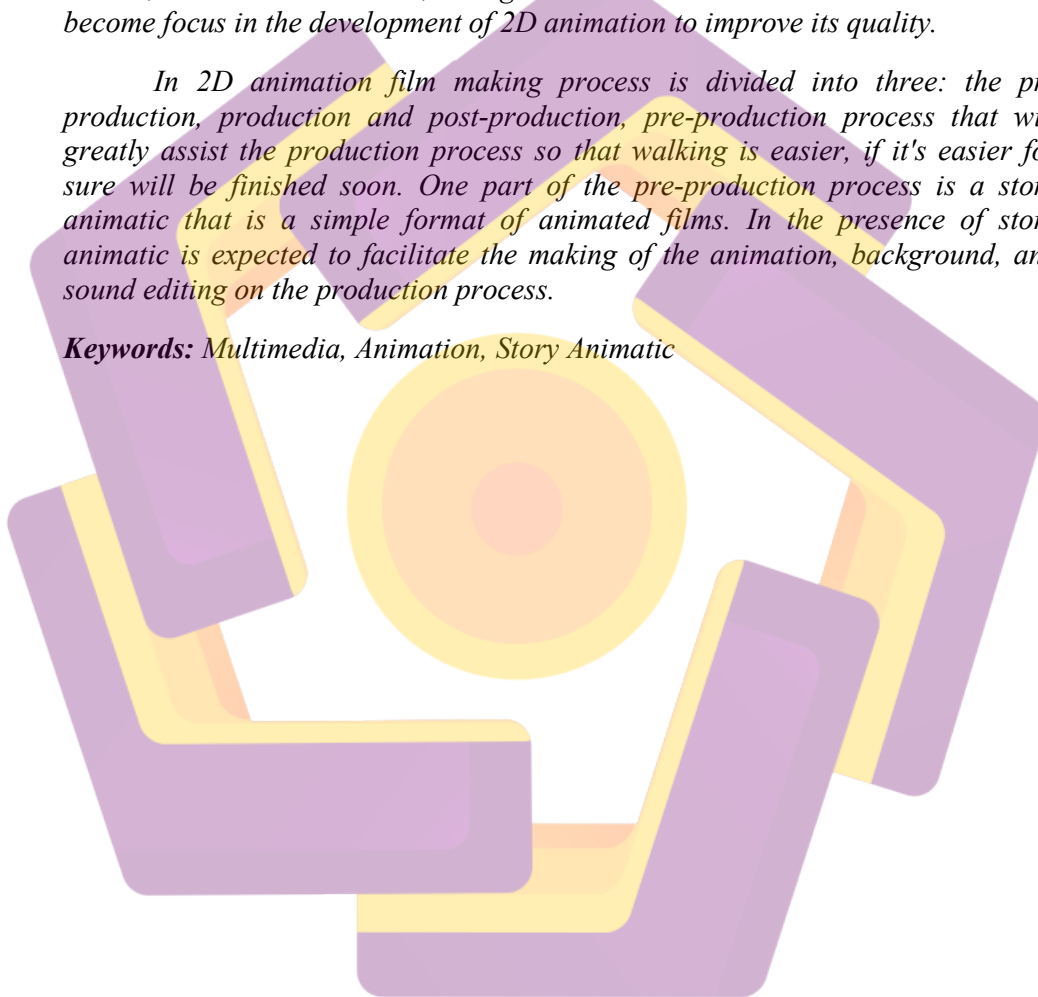 become focus in the development of 2D animation to improve its quality.
In 2D animation film making process is divided into three: the
production, production and post-production, pre-production process that
greatly assist the production process so that walking is easier, if it's easier
sure will be finished soon. One part of the pre-production process is a
animatic that is a simple format of animated films. In the presence of
animatic is expected to facilitate the making of the animation, background,
sound editing on the production process.
Keywords: Multimedia, Animation, Story Animatic